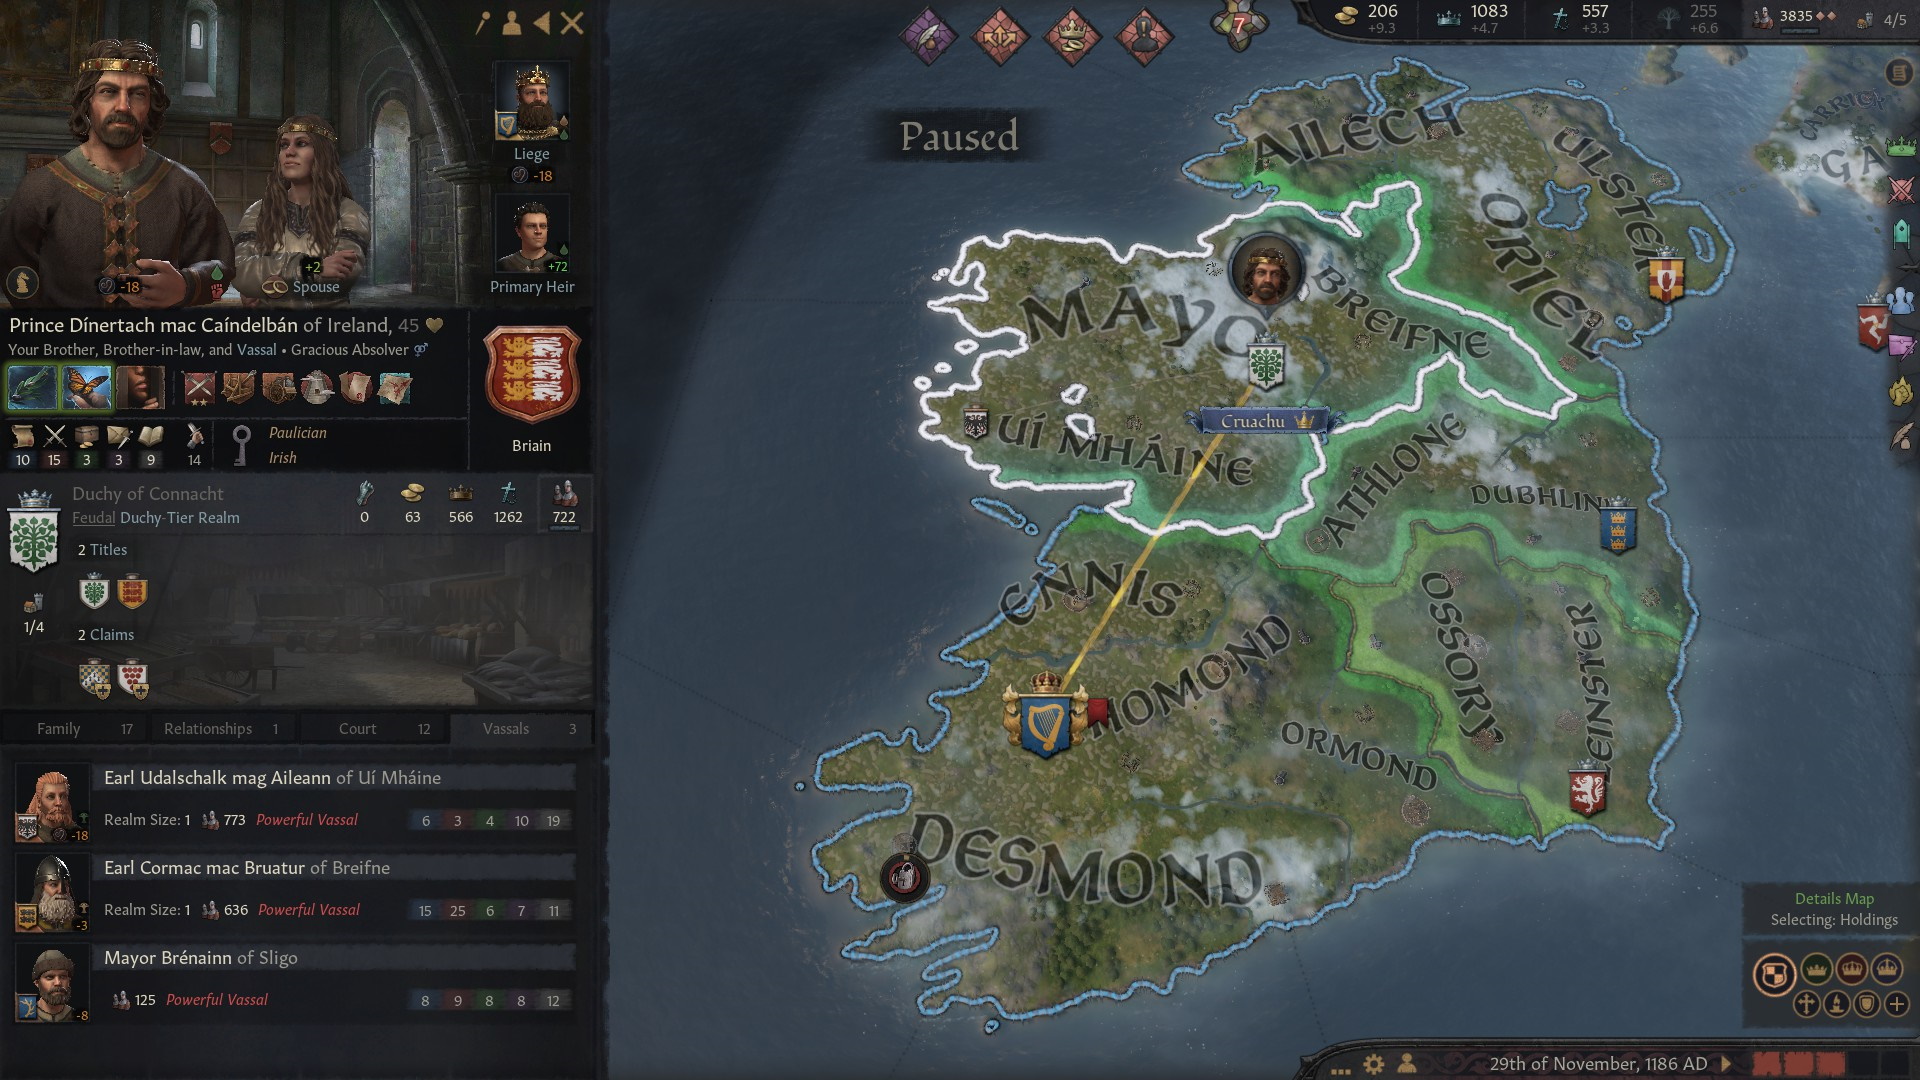 206
+9.3
1083
+4.7
557
+3.3
255
+6.6
3835
4/5
7
Paused
Liege
-18
+72
Primary Heir
-18
+2
Spouse
Prince Dínertach mac Caíndelbán of Ireland, 45
Your Brother, Brother-in-law, and Vassal • Gracious Absolver
10
15
3
3
9
14
Paulician
Irish
Briain
Duchy of Connacht
Feudal Duchy-Tier Realm
0
63
566
1262
722
2 Titles
1/4
2 Claims
Family 17
Relationships 1
Court 12
Vassals 3
Earl Udalschalk mag Aileann of Uí Mháine
Realm Size: 1 773 Powerful Vassal
6 3 4 10 19
-18
Earl Cormac mac Bruatur of Breifne
Realm Size: 1 636 Powerful Vassal
15 25 6 7 11
-3
Mayor Brénainn of Sligo
125 Powerful Vassal
8 9 8 8 12
-8
AILECH
ULSTER
ORIEL
CARRICK
GA
MAYO
BREIFNE
Cruachu
UÍ MHÁINE
ATHLONE
DUBHLINN
ENNIS
THOMOND
OSSORY
LEINSTER
ORMOND
DESMOND
Details Map
Selecting: Holdings
29th of November, 1186 AD